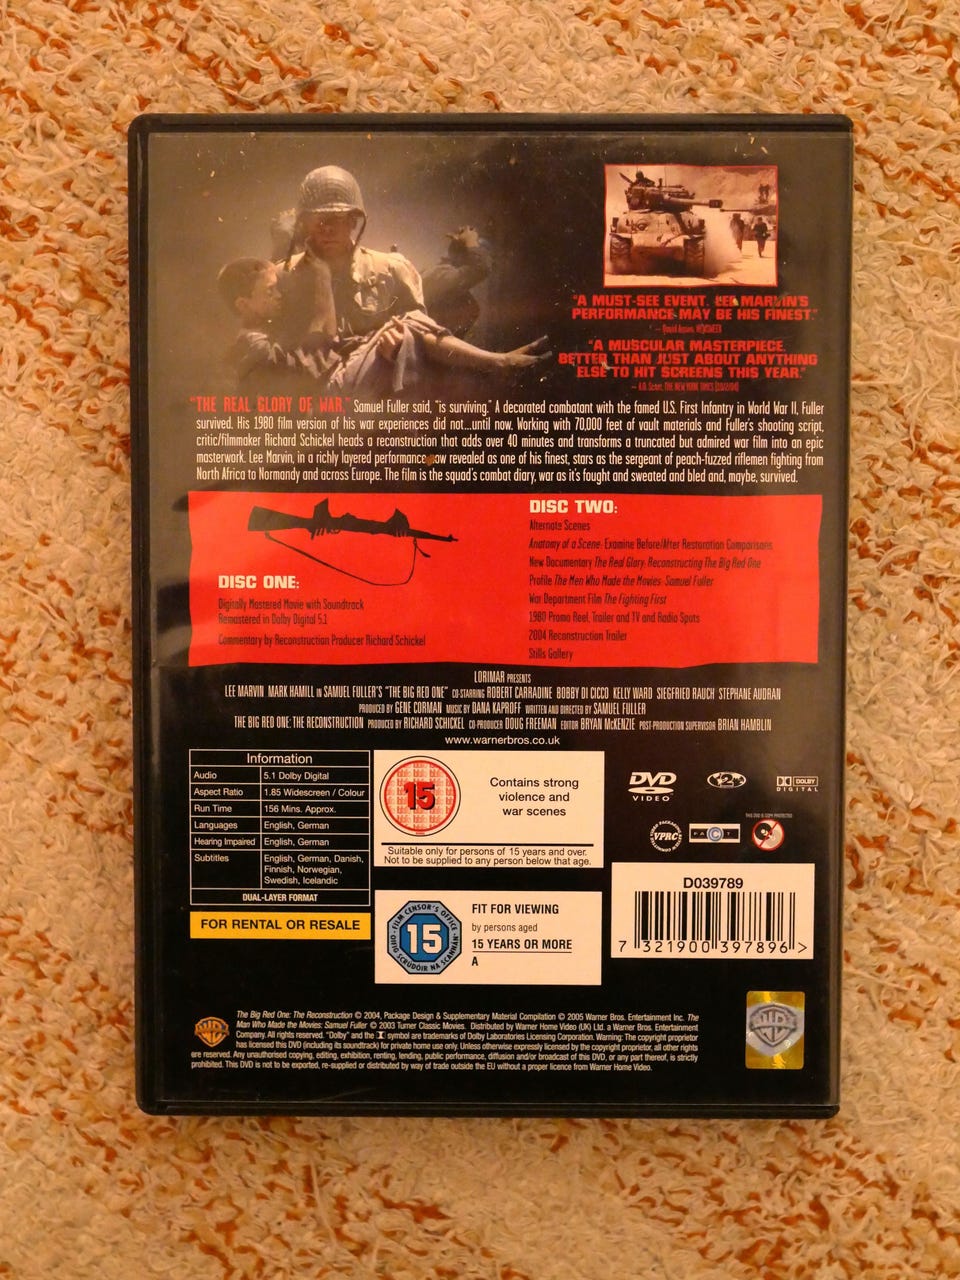 "A MUST-SEE EVENT. LEE MARVIN'S
PERFORMANCE MAY BE HIS FINEST."
– David Ansen, NEWSWEEK
"A MUSCULAR MASTERPIECE.
BETTER THAN JUST ABOUT ANYTHING
ELSE TO HIT SCREENS THIS YEAR."
– A.O. Scott, THE NEW YORK TIMES
"THE REAL GLORY OF WAR," Samuel Fuller said, "is surviving." A decorated combatant with the famed U.S. First Infantry in World War II, Fuller
survived. His 1980 film version of his war experiences did not...until now. Working with 70,000 feet of vault materials and Fuller's shooting script,
critic/filmmaker Richard Schickel heads a reconstruction that adds over 40 minutes and transforms a truncated but admired war film into an epic
masterwork. Lee Marvin, in a richly layered performance now revealed as one of his finest, stars as the sergeant of peach-fuzzed riflemen fighting from
North Africa to Normandy and across Europe. The film is the squad's combat diary, war as it's fought and sweated and bled and, maybe, survived.
DISC ONE:
Digitally Mastered Movie with Soundtrack
Remastered in Dolby Digital 5.1
Commentary by Reconstruction Producer Richard Schickel
DISC TWO:
Alternate Scenes
Anatomy of a Scene: Examine Before/After Restoration Comparisons
New Documentary The Real Glory: Reconstructing The Big Red One
Profile The Men Who Made the Movies: Samuel Fuller
War Department Film The Fighting First
1980 Promo Reel, Trailer and TV and Radio Spots
2004 Reconstruction Trailer
Stills Gallery
LORIMAR PRESENTS
LEE MARVIN MARK HAMILL IN SAMUEL FULLER'S "THE BIG RED ONE" CO-STARRING ROBERT CARRADINE BOBBY DI CICCO KELLY WARD SIEGFRIED RAUCH STEPHANE AUDRAN
PRODUCED BY GENE CORMAN MUSIC BY DANA KAPROFF WRITTEN AND DIRECTED BY SAMUEL FULLER
THE BIG RED ONE: THE RECONSTRUCTION PRODUCED BY RICHARD SCHICKEL CO-PRODUCER DOUG FREEMAN EDITOR BRYAN McKENZIE POST-PRODUCTION SUPERVISOR BRIAN HAMBLIN
www.warnerbros.co.uk
Information
Audio 5.1 Dolby Digital
Aspect Ratio 1.85 Widescreen / Colour
Run Time 156 Mins. Approx.
Languages English, German
Hearing Impaired English, German
Subtitles English, German, Danish,
Finnish, Norwegian,
Swedish, Icelandic
DUAL-LAYER FORMAT
FOR RENTAL OR RESALE
15
Contains strong
violence and
war scenes
Suitable only for persons of 15 years and over.
Not to be supplied to any person below that age.
FILM CENSOR'S OFFICE
OIFIG SCRÚDÓIR NA SCANNÁN
15
FIT FOR VIEWING
by persons aged
15 YEARS OR MORE
A
DVD
VIDEO
2
DOLBY
DIGITAL
THIS DVD IS COPY PROTECTED
VPRC
FACT
D039789
7 321900 397896 >
The Big Red One: The Reconstruction © 2004, Package Design & Supplementary Material Compilation © 2005 Warner Bros. Entertainment Inc. The
Man Who Made the Movies: Samuel Fuller © 2003 Turner Classic Movies. Distributed by Warner Home Video (UK) Ltd. a Warner Bros. Entertainment
Company. All rights reserved. "Dolby" and the symbol are trademarks of Dolby Laboratories Licensing Corporation. Warning: The copyright proprietor
has licensed this DVD (including its soundtrack) for private home use only. Unless otherwise expressly licensed by the copyright proprietor, all other rights
are reserved. Any unauthorised copying, editing, exhibition, renting, lending, public performance, diffusion and/or broadcast of this DVD, or any part thereof, is strictly
prohibited. This DVD is not to be exported, re-supplied or distributed by way of trade outside the EU without a proper licence from Warner Home Video.
WB